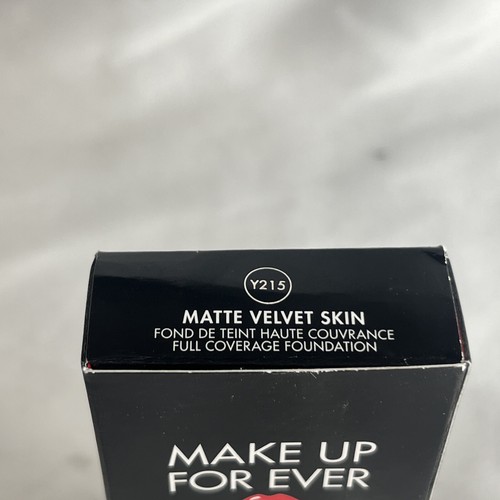 Y215
MATTE VELVET SKIN
FOND DE TEINT HAUTE COUVRANCE
FULL COVERAGE FOUNDATION
MAKE UP
FOR EVER